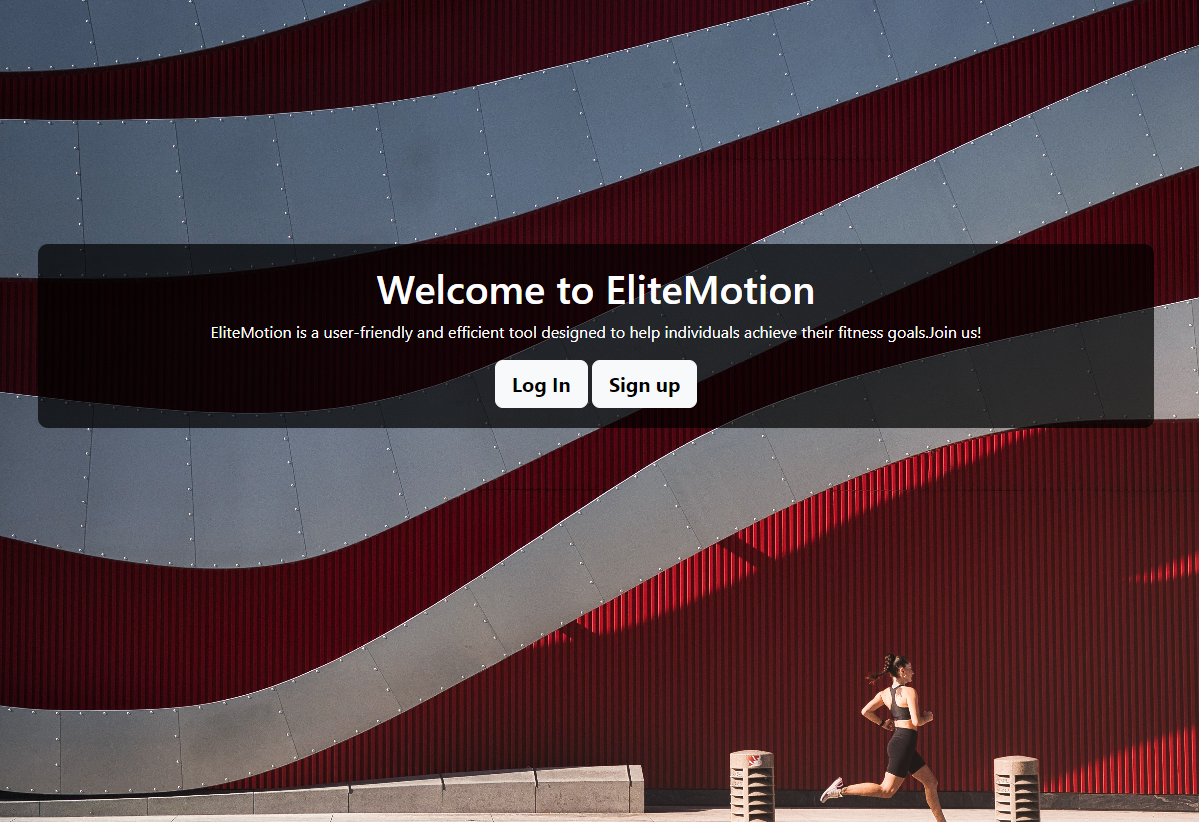 Welcome to EliteMotion
EliteMotion is a user-friendly and efficient tool designed to help individuals achieve their fitness goals.Join us!
Log In
Sign up